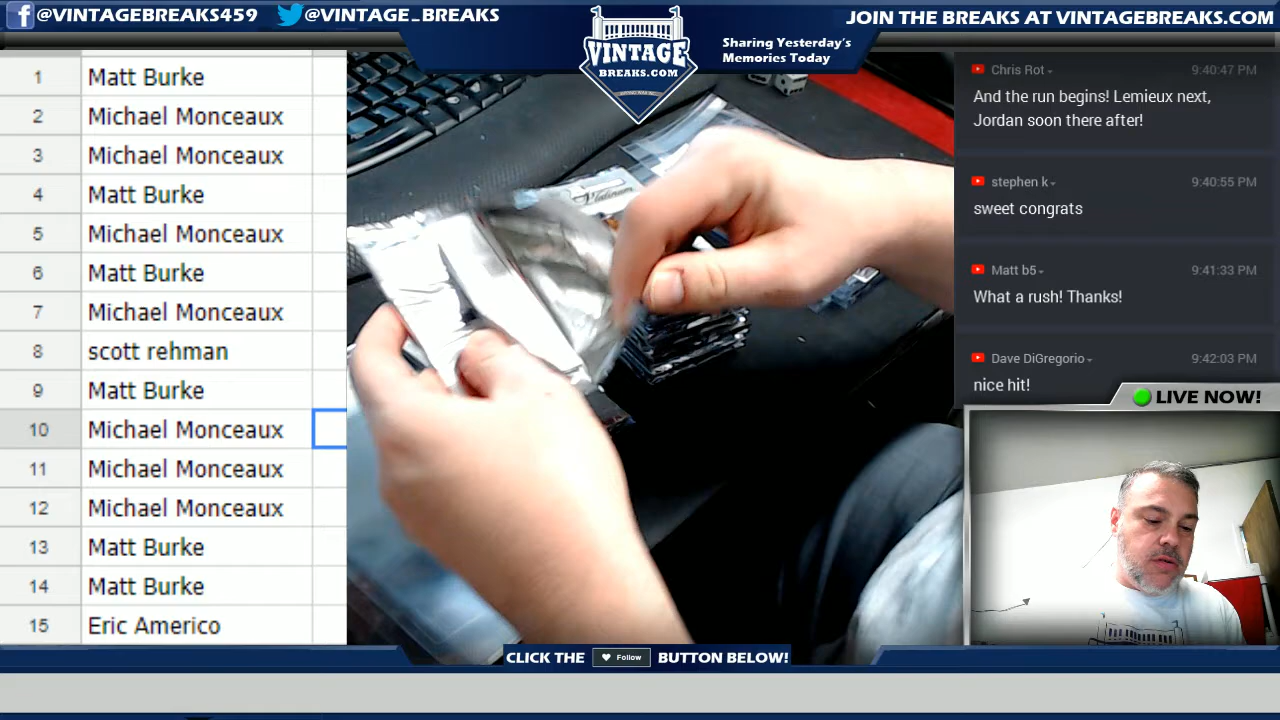 @VINTAGEBREAKS459
@VINTAGE_BREAKS
VINTAGE
BREAKS.COM
Sharing Yesterday's
Memories Today
JOIN THE BREAKS AT VINTAGEBREAKS.COM
1 Matt Burke
2 Michael Monceaux
3 Michael Monceaux
4 Matt Burke
5 Michael Monceaux
6 Matt Burke
7 Michael Monceaux
8 scott rehman
9 Matt Burke
10 Michael Monceaux
11 Michael Monceaux
12 Michael Monceaux
13 Matt Burke
14 Matt Burke
15 Eric Americo
Platinum
Chris Rot 9:40:47 PM
And the run begins! Lemieux next,
Jordan soon there after!
stephen k 9:40:55 PM
sweet congrats
Matt b5 9:41:33 PM
What a rush! Thanks!
Dave DiGregorio 9:42:03 PM
nice hit!
LIVE NOW!
CLICK THE Follow BUTTON BELOW!